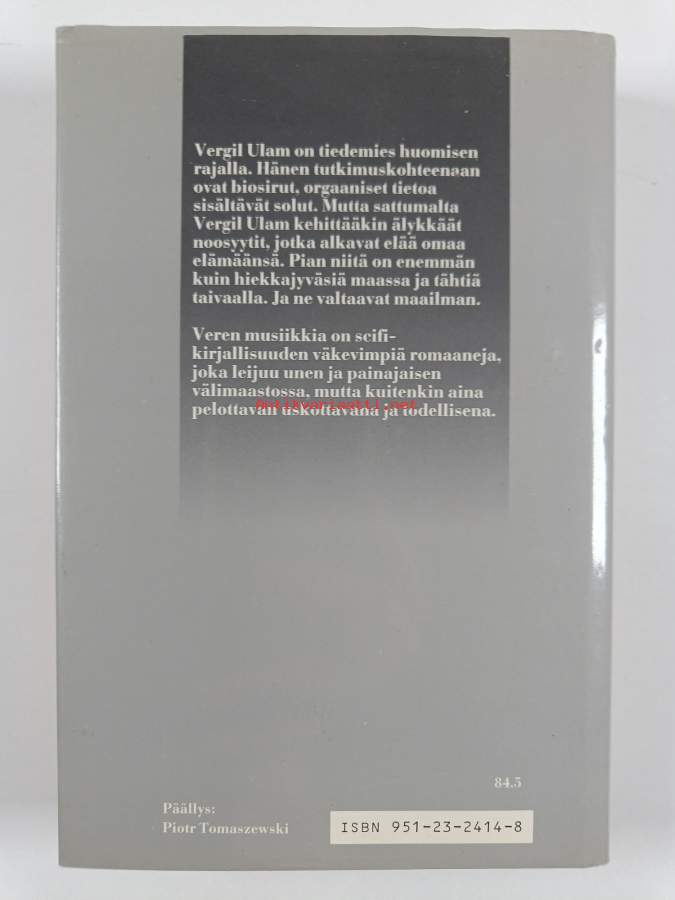 Vergil Ulam on tiedemies huomisen
rajalla. Hänen tutkimuskohteenaan
ovat biosirut, orgaaniset tietoa
sisältävät solut. Mutta sattumalta
Vergil Ulam kehittääkin älykkäät
noosyytit, jotka alkavat elää omaa
elämäänsä. Pian niitä on enemmän
kuin hiekkajyväsiä maassa ja tähtiä
taivaalla. Ja ne valtaavat maailman.
Veren musiikkia on scifi-
kirjallisuuden väkevimpiä romaaneja,
joka leijuu unen ja painajaisen
välimaastossa, mutta kuitenkin aina
pelottavan uskottavana ja todellisena.
Antikvariaatti.net
84.5
Päällys:
Piotr Tomaszewski
ISBN 951-23-2414-8